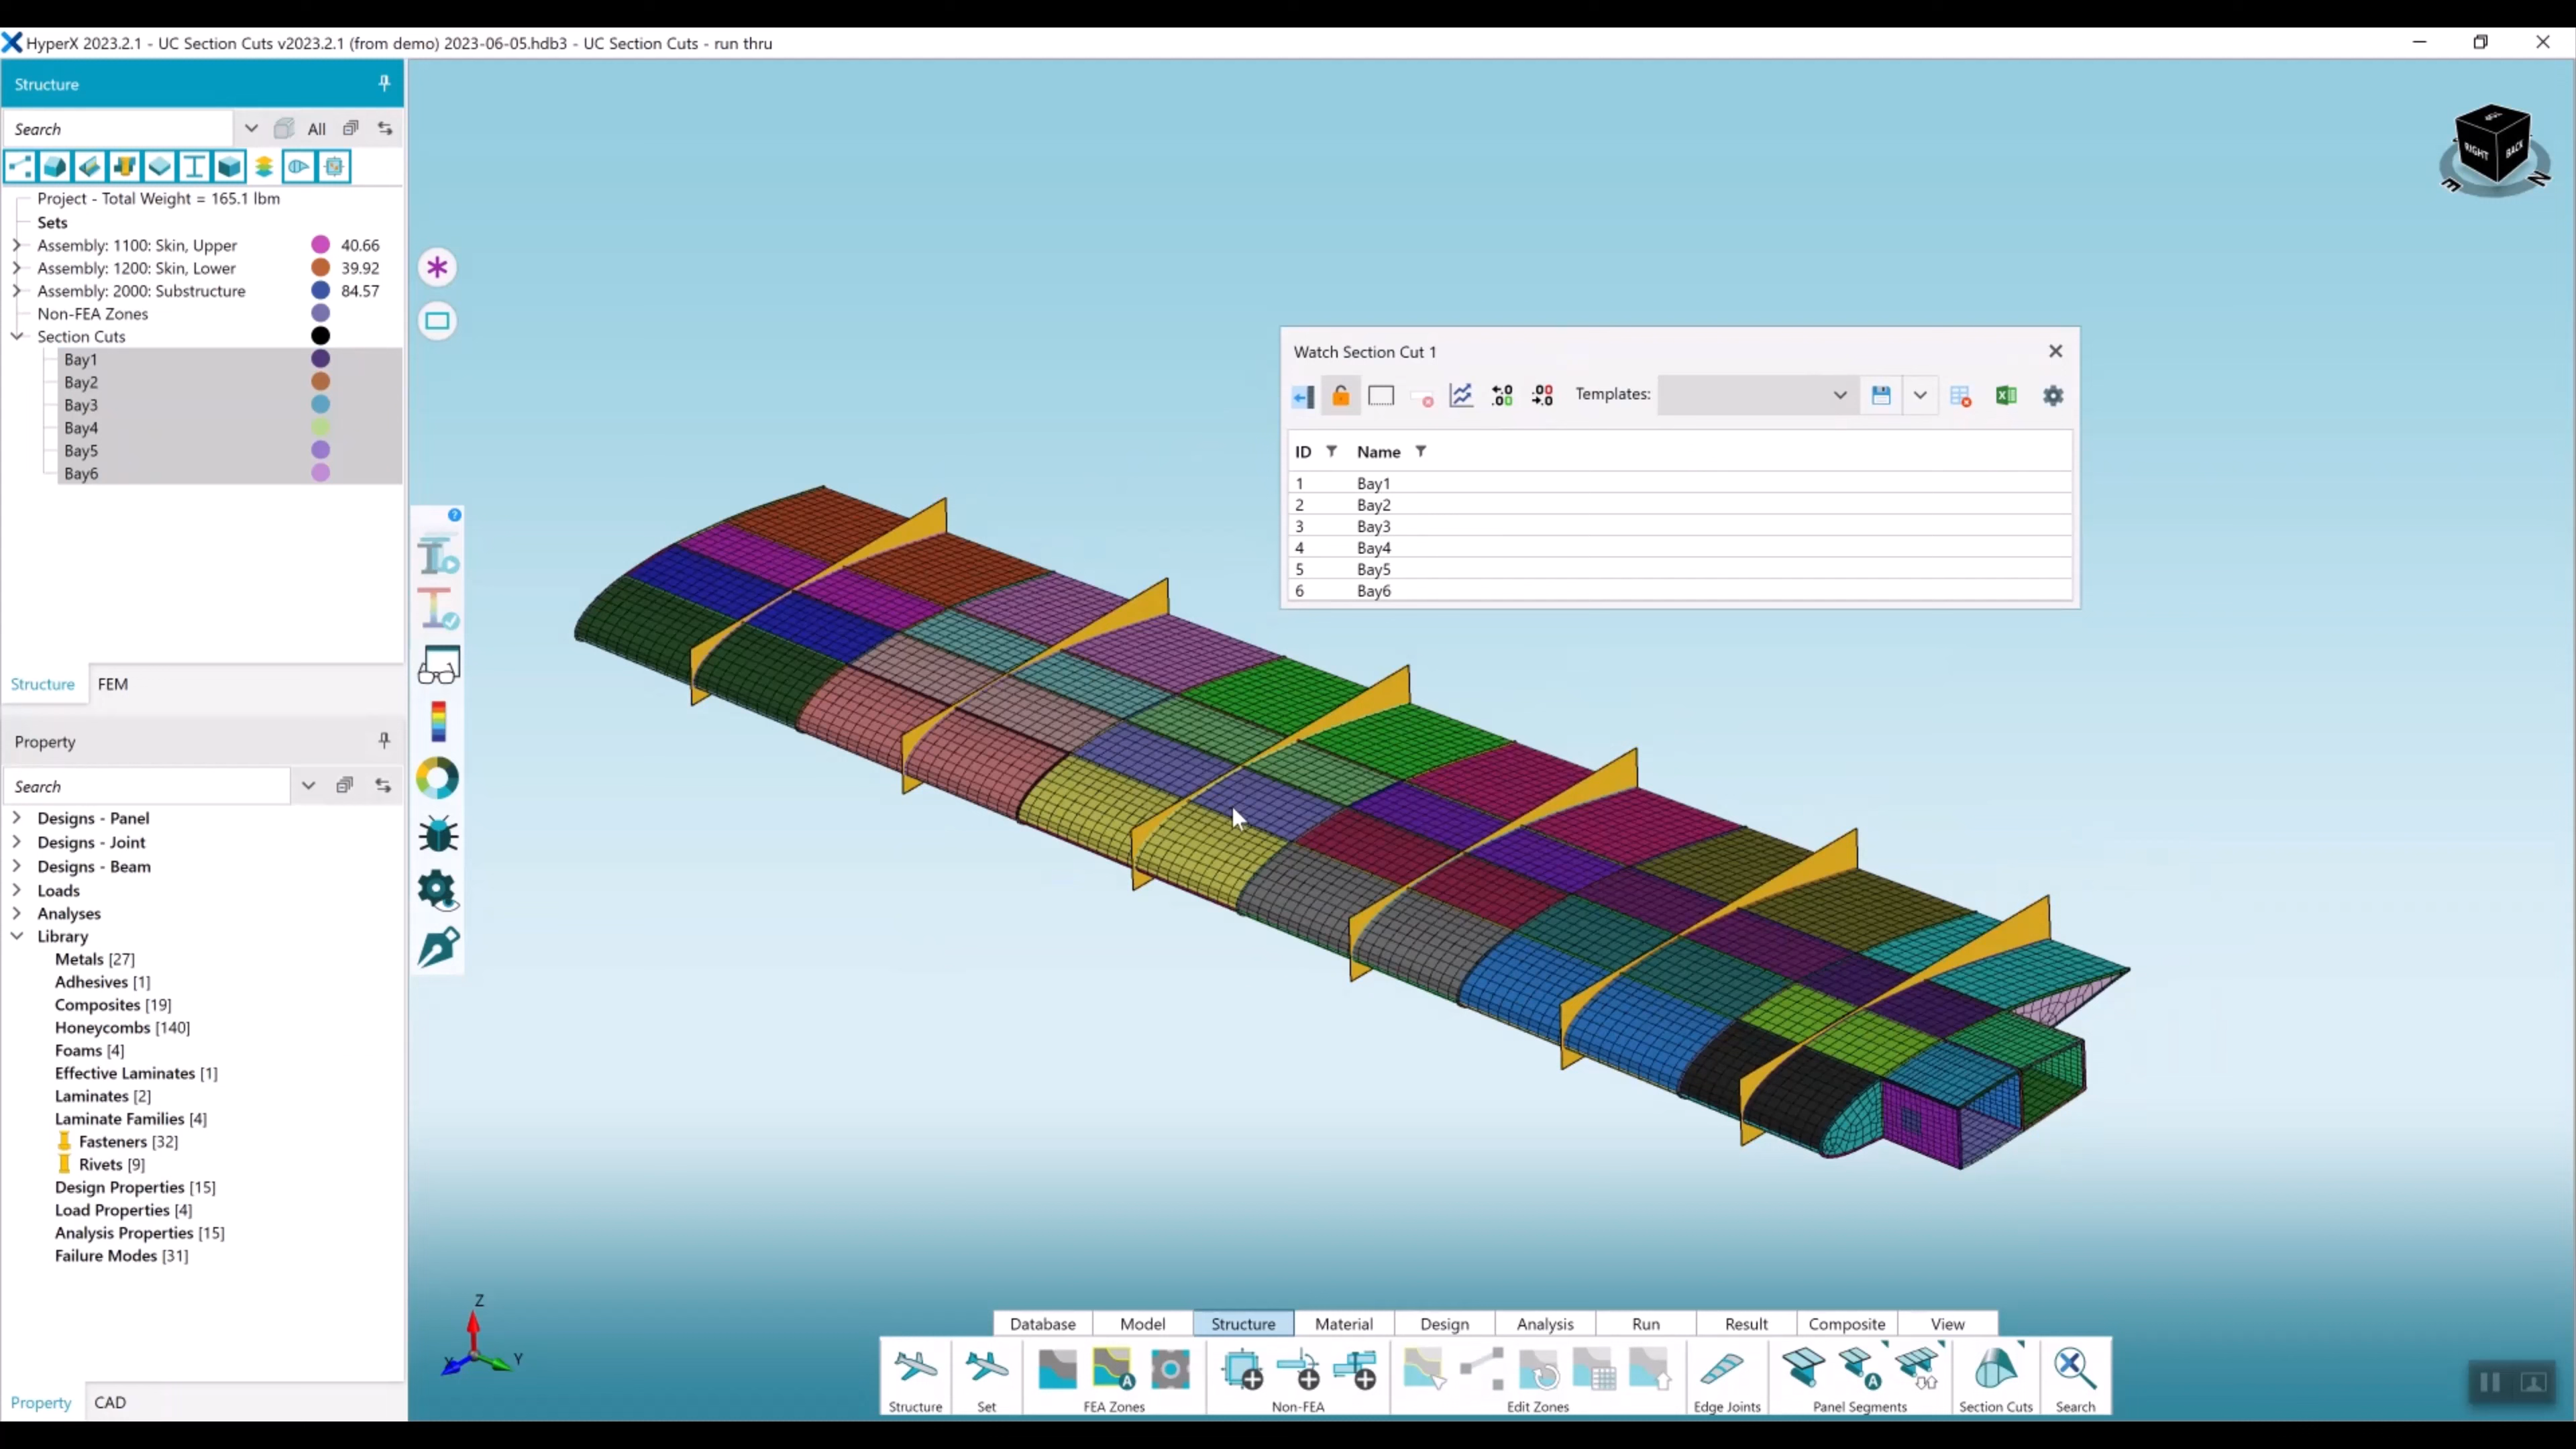 HyperX 2023.2.1 - UC Section Cuts v2023.2.1 (from demo) 2023-06-05.hdb3 - UC Section Cuts - run thru
Structure
Search
All
Project - Total Weight = 165.1 lbm
Sets
Assembly: 1100: Skin, Upper 40.66
Assembly: 1200: Skin, Lower 39.92
Assembly: 2000: Substructure 84.57
Non-FEA Zones
Section Cuts
Bay1
Bay2
Bay3
Bay4
Bay5
Bay6
Structure FEM
Property
Search
Designs - Panel
Designs - Joint
Designs - Beam
Loads
Analyses
Library
Metals [27]
Adhesives [1]
Composites [19]
Honeycombs [140]
Foams [4]
Effective Laminates [1]
Laminates [2]
Laminate Families [4]
Fasteners [32]
Rivets [9]
Design Properties [15]
Load Properties [4]
Analysis Properties [15]
Failure Modes [31]
Property CAD
TOP
RIGHT BACK
E N
Watch Section Cut 1
Templates:
ID Name
1 Bay1
2 Bay2
3 Bay3
4 Bay4
5 Bay5
6 Bay6
Z
X Y
Database Model Structure Material Design Analysis Run Result Composite View
Structure Set FEA Zones Non-FEA Edit Zones Edge Joints Panel Segments Section Cuts Search